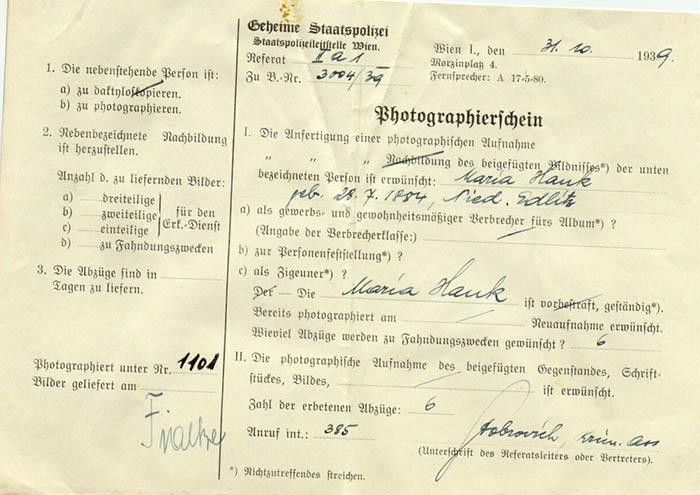 Geheime Staatspolizei
Staatspolizeileitstelle Wien.
Referat II a 1
Zu B.-Nr. 3004/39
Wien I., den 31. 10. 1939.
Morzinplatz 4.
Fernsprecher: A 17-5-80.
1. Die nebenstehende Person ist:
a) zu daktyloskopieren.
b) zu photographieren.
2. Nebenbezeichnete Nachbildung
ist herzustellen.
Anzahl d. zu liefernden Bilder:
a) dreiteilige
b) zweiteilige
c) einteilige
für den
Erk.-Dienst
d) zu Fahndungszwecken
3. Die Abzüge sind in
Tagen zu liefern.
Photographiert unter Nr. 1101
Bilder geliefert am
Photographierschein
I. Die Anfertigung einer photographischen Aufnahme
„ „ „ Nachbildung des beigefügten Bildnisses*) der unten
bezeichneten Person ist erwünscht: Maria Hauk
geb. 28. 7. 1884, Nied. Edlitz
a) als gewerbs- und gewohnheitsmäßiger Verbrecher fürs Album*) ?
(Angabe der Verbrecherklasse:)
b) zur Personenfeststellung*) ?
c) als Zigeuner*) ?
Der — Die Maria Hauk ist vorbestraft, geständig*).
Bereits photographiert am Neuaufnahme erwünscht.
Wieviel Abzüge werden zu Fahndungszwecken gewünscht ? 6
II. Die photographische Aufnahme des beigefügten Gegenstandes, Schrift-
stückes, Bildes, ist erwünscht.
Zahl der erbetenen Abzüge: 6
Anruf int.: 385
(Unterschrift des Referatsleiters oder Vertreters).
*) Nichtzutreffendes streichen.